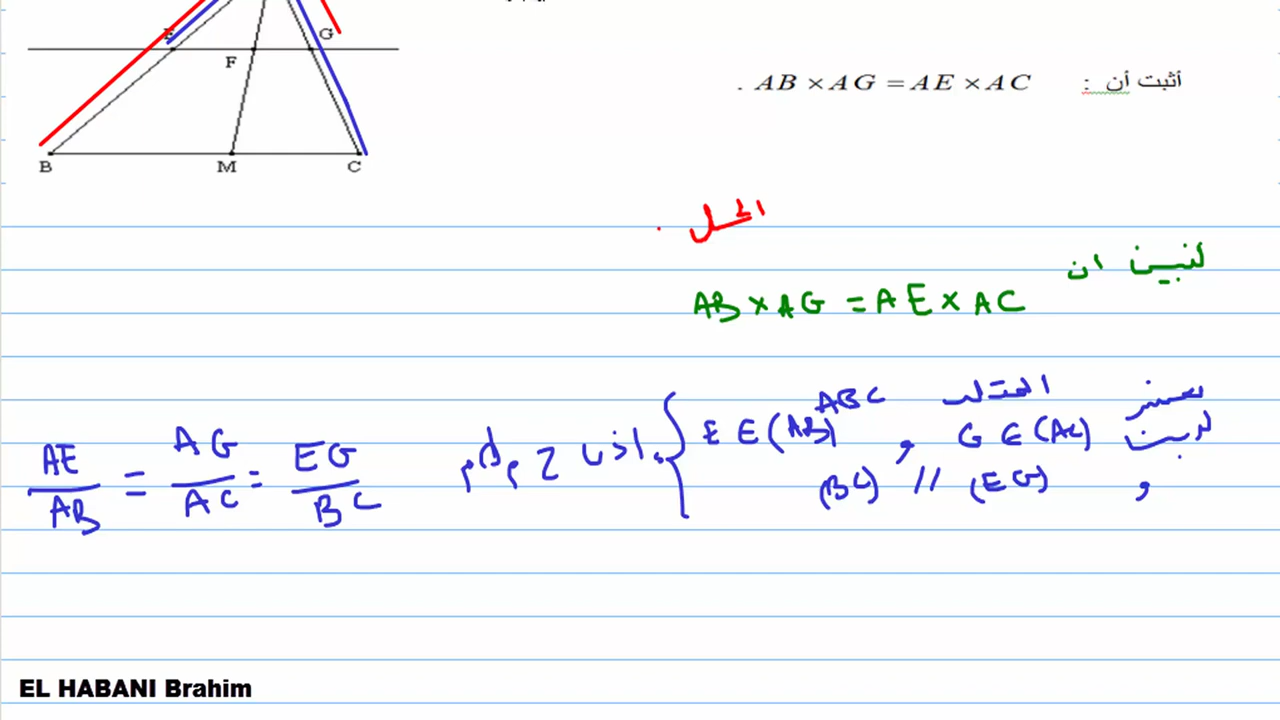 E
G
F
أثبت أن : AB × AG = AE × AC .
B
M
C
الحل
لنبين ان
AB × AG = AE × AC
المثلث ABC
لدينا G ∈ (AC) , E ∈ (AB)
و (EG) // (BC)
اذن
AE/AB = AG/AC = EG/BC
EL HABANI Brahim